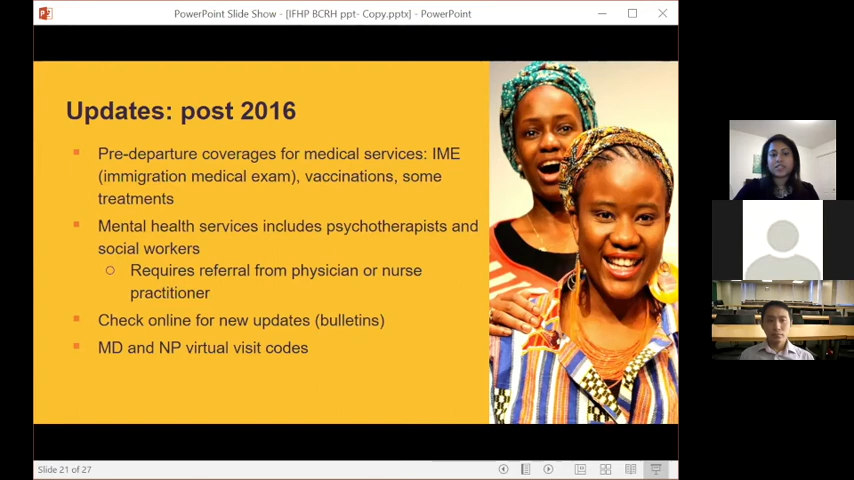 PowerPoint Slide Show - [IFHP BCRH ppt- Copy.pptx] - PowerPoint
Updates: post 2016
Pre-departure coverages for medical services: IME
(immigration medical exam), vaccinations, some
treatments
Mental health services includes psychotherapists and
social workers
Requires referral from physician or nurse
practitioner
Check online for new updates (bulletins)
MD and NP virtual visit codes
Slide 21 of 27